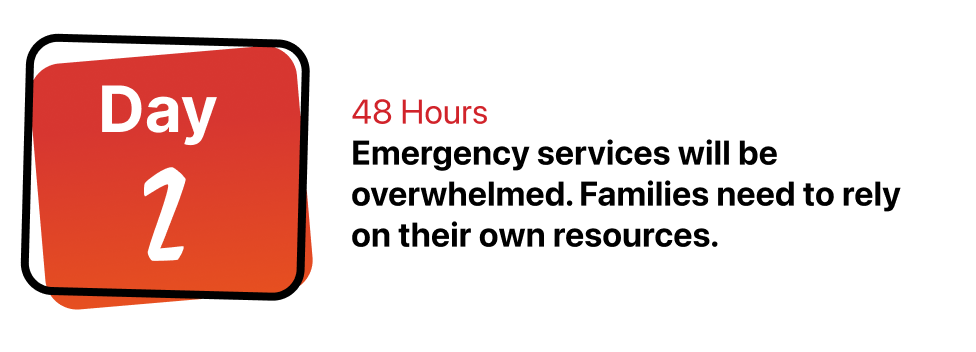 Day
2
48 Hours
Emergency services will be
overwhelmed. Families need to rely
on their own resources.